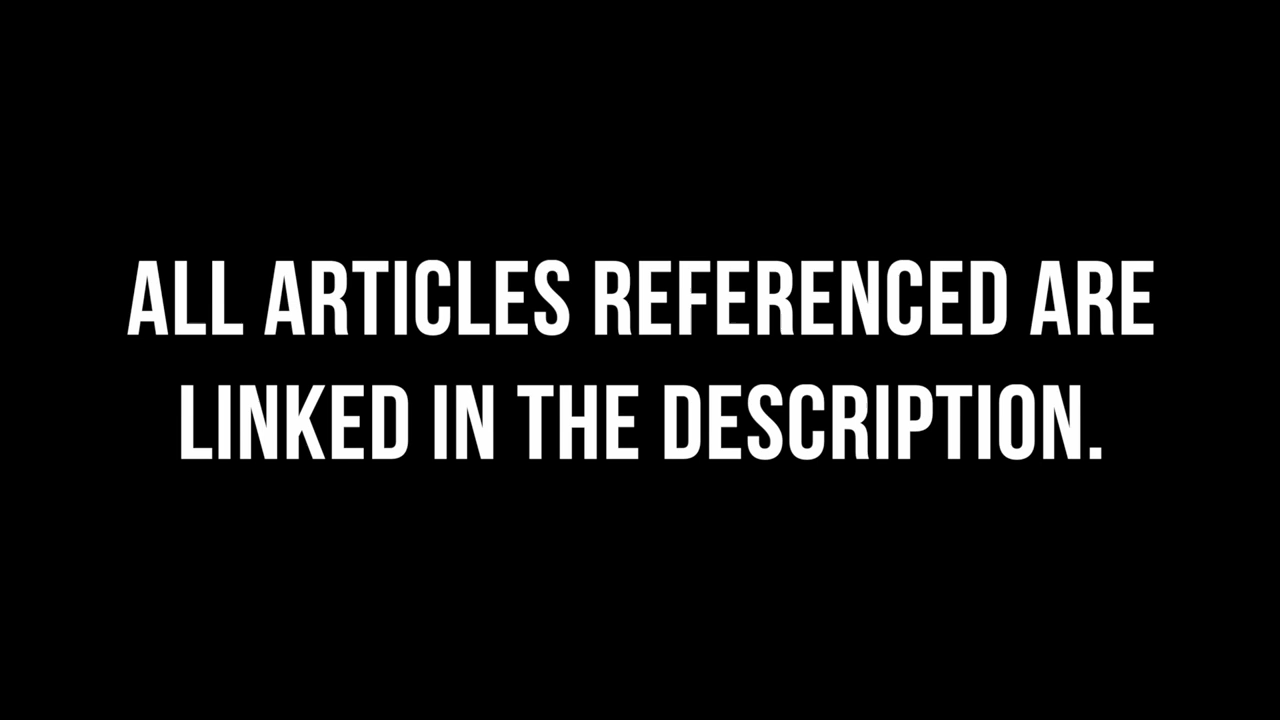 ALL ARTICLES REFERENCED ARE
LINKED IN THE DESCRIPTION.